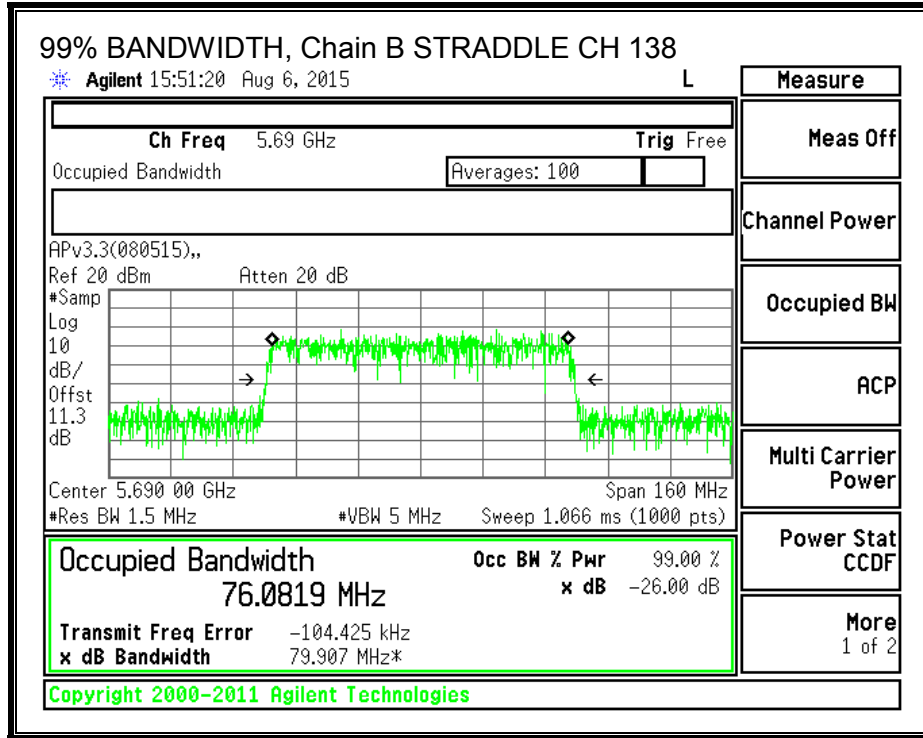 99% BANDWIDTH, Chain B STRADDLE CH 138
Agilent 15:51:20 Aug 6, 2015 L
Measure
Ch Freq 5.69 GHz Trig Free
Occupied Bandwidth Averages: 100
APv3.3(080515),,
Ref 20 dBm Atten 20 dB
#Samp
Log
10
dB/
Offst
11.3
dB
Center 5.690 00 GHz Span 160 MHz
#Res BW 1.5 MHz #VBW 5 MHz Sweep 1.066 ms (1000 pts)
Occupied Bandwidth
76.0819 MHz
Occ BW % Pwr 99.00 %
x dB -26.00 dB
Transmit Freq Error -104.425 kHz
x dB Bandwidth 79.907 MHz*
Copyright 2000-2011 Agilent Technologies
Meas Off
Channel Power
Occupied BW
ACP
Multi Carrier
Power
Power Stat
CCDF
More
1 of 2